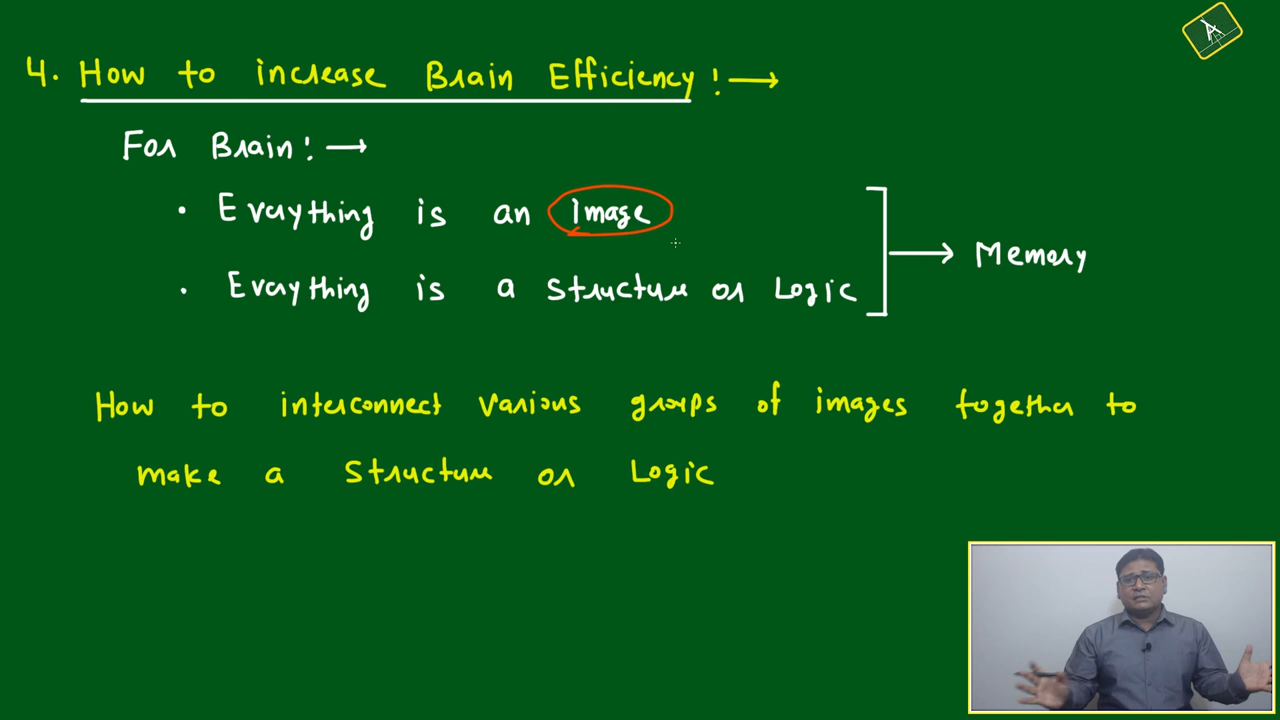 4. How to increase Brain Efficiency :→
For Brain :→
• Everything is an image
• Everything is a structure or Logic
→ Memory
How to interconnect various groups of images together to
make a structure or Logic
A